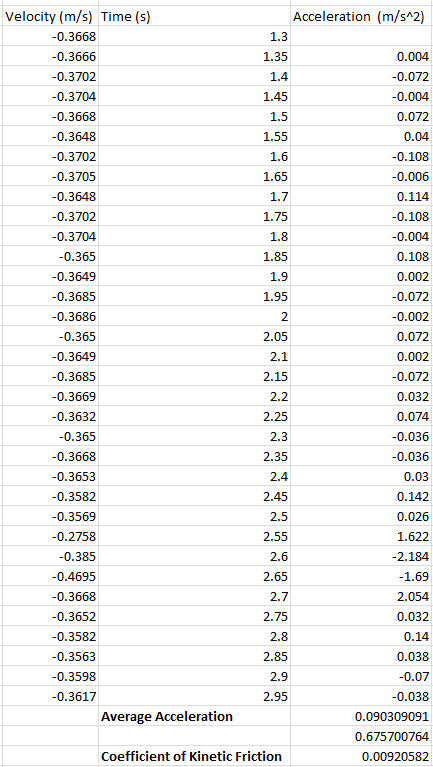 Velocity (m/s) Time (s) Acceleration (m/s^2)
-0.3668 1.3
-0.3666 1.35 0.004
-0.3702 1.4 -0.072
-0.3704 1.45 -0.004
-0.3668 1.5 0.072
-0.3648 1.55 0.04
-0.3702 1.6 -0.108
-0.3705 1.65 -0.006
-0.3648 1.7 0.114
-0.3702 1.75 -0.108
-0.3704 1.8 -0.004
-0.365 1.85 0.108
-0.3649 1.9 0.002
-0.3685 1.95 -0.072
-0.3686 2 -0.002
-0.365 2.05 0.072
-0.3649 2.1 0.002
-0.3685 2.15 -0.072
-0.3669 2.2 0.032
-0.3632 2.25 0.074
-0.365 2.3 -0.036
-0.3668 2.35 -0.036
-0.3653 2.4 0.03
-0.3582 2.45 0.142
-0.3569 2.5 0.026
-0.2758 2.55 1.622
-0.385 2.6 -2.184
-0.4695 2.65 -1.69
-0.3668 2.7 2.054
-0.3652 2.75 0.032
-0.3582 2.8 0.14
-0.3563 2.85 0.038
-0.3598 2.9 -0.07
-0.3617 2.95 -0.038
Average Acceleration 0.090309091
0.675700764
Coefficient of Kinetic Friction 0.00920582